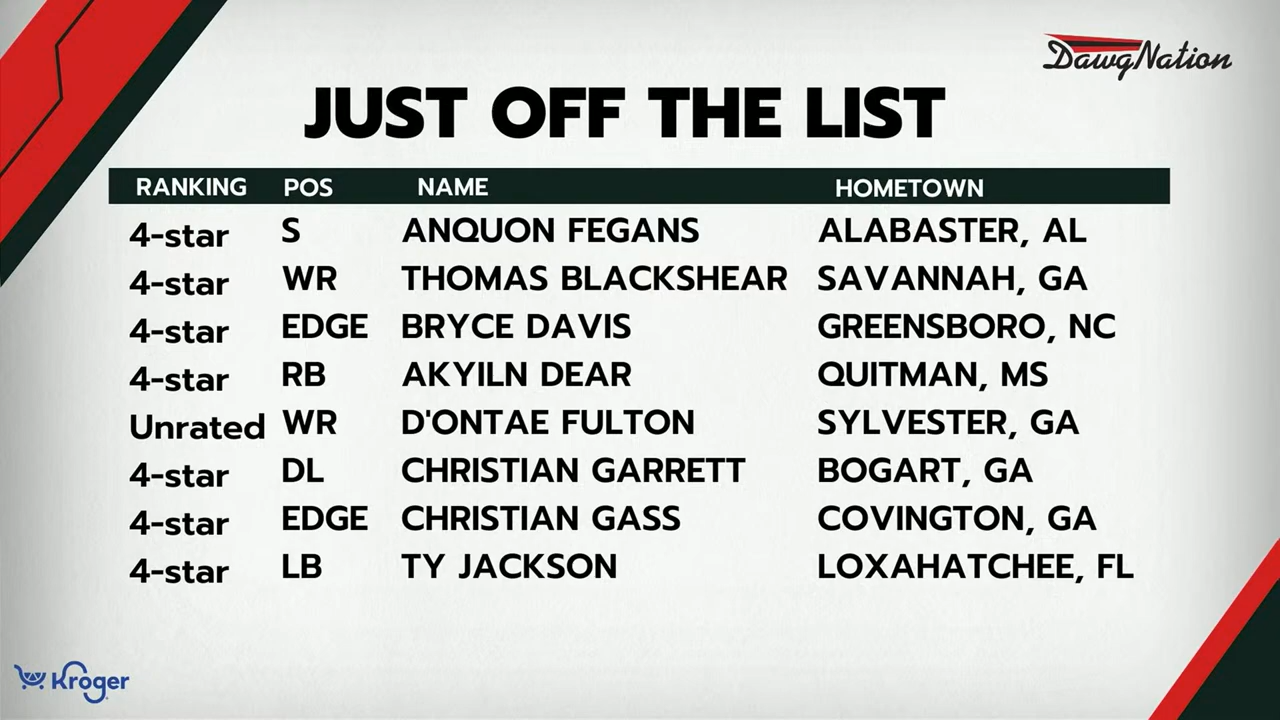 DawgNation
JUST OFF THE LIST
RANKING POS NAME HOMETOWN
4-star S ANQUON FEGANS ALABASTER, AL
4-star WR THOMAS BLACKSHEAR SAVANNAH, GA
4-star EDGE BRYCE DAVIS GREENSBORO, NC
4-star RB AKYILN DEAR QUITMAN, MS
Unrated WR D'ONTAE FULTON SYLVESTER, GA
4-star DL CHRISTIAN GARRETT BOGART, GA
4-star EDGE CHRISTIAN GASS COVINGTON, GA
4-star LB TY JACKSON LOXAHATCHEE, FL
Kroger